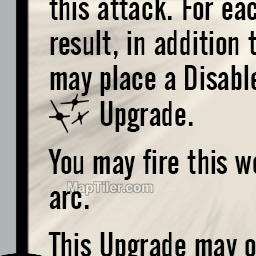 this attack. For eac
result, in addition t
may place a Disable
Upgrade.
You may fire this we
MapTiler.com
arc.
This Upgrade may o